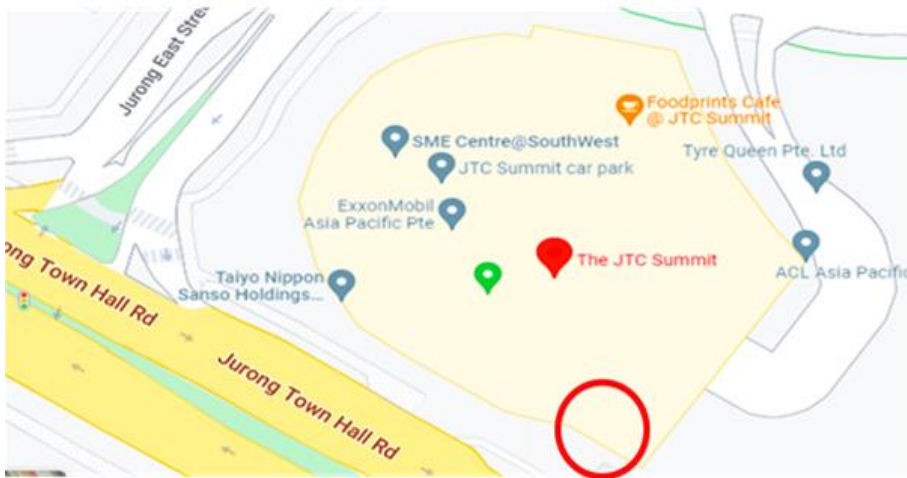 Jurong East Stree
Foodprints Cafe
@ JTC Summit
SME Centre@SouthWest
Tyre Queen Pte. Ltd
JTC Summit car park
ExxonMobil
Asia Pacific Pte
The JTC Summit
ACL Asia Pacific
Taiyo Nippon
Sanso Holdings...
ong Town Hall Rd
Jurong Town Hall Rd